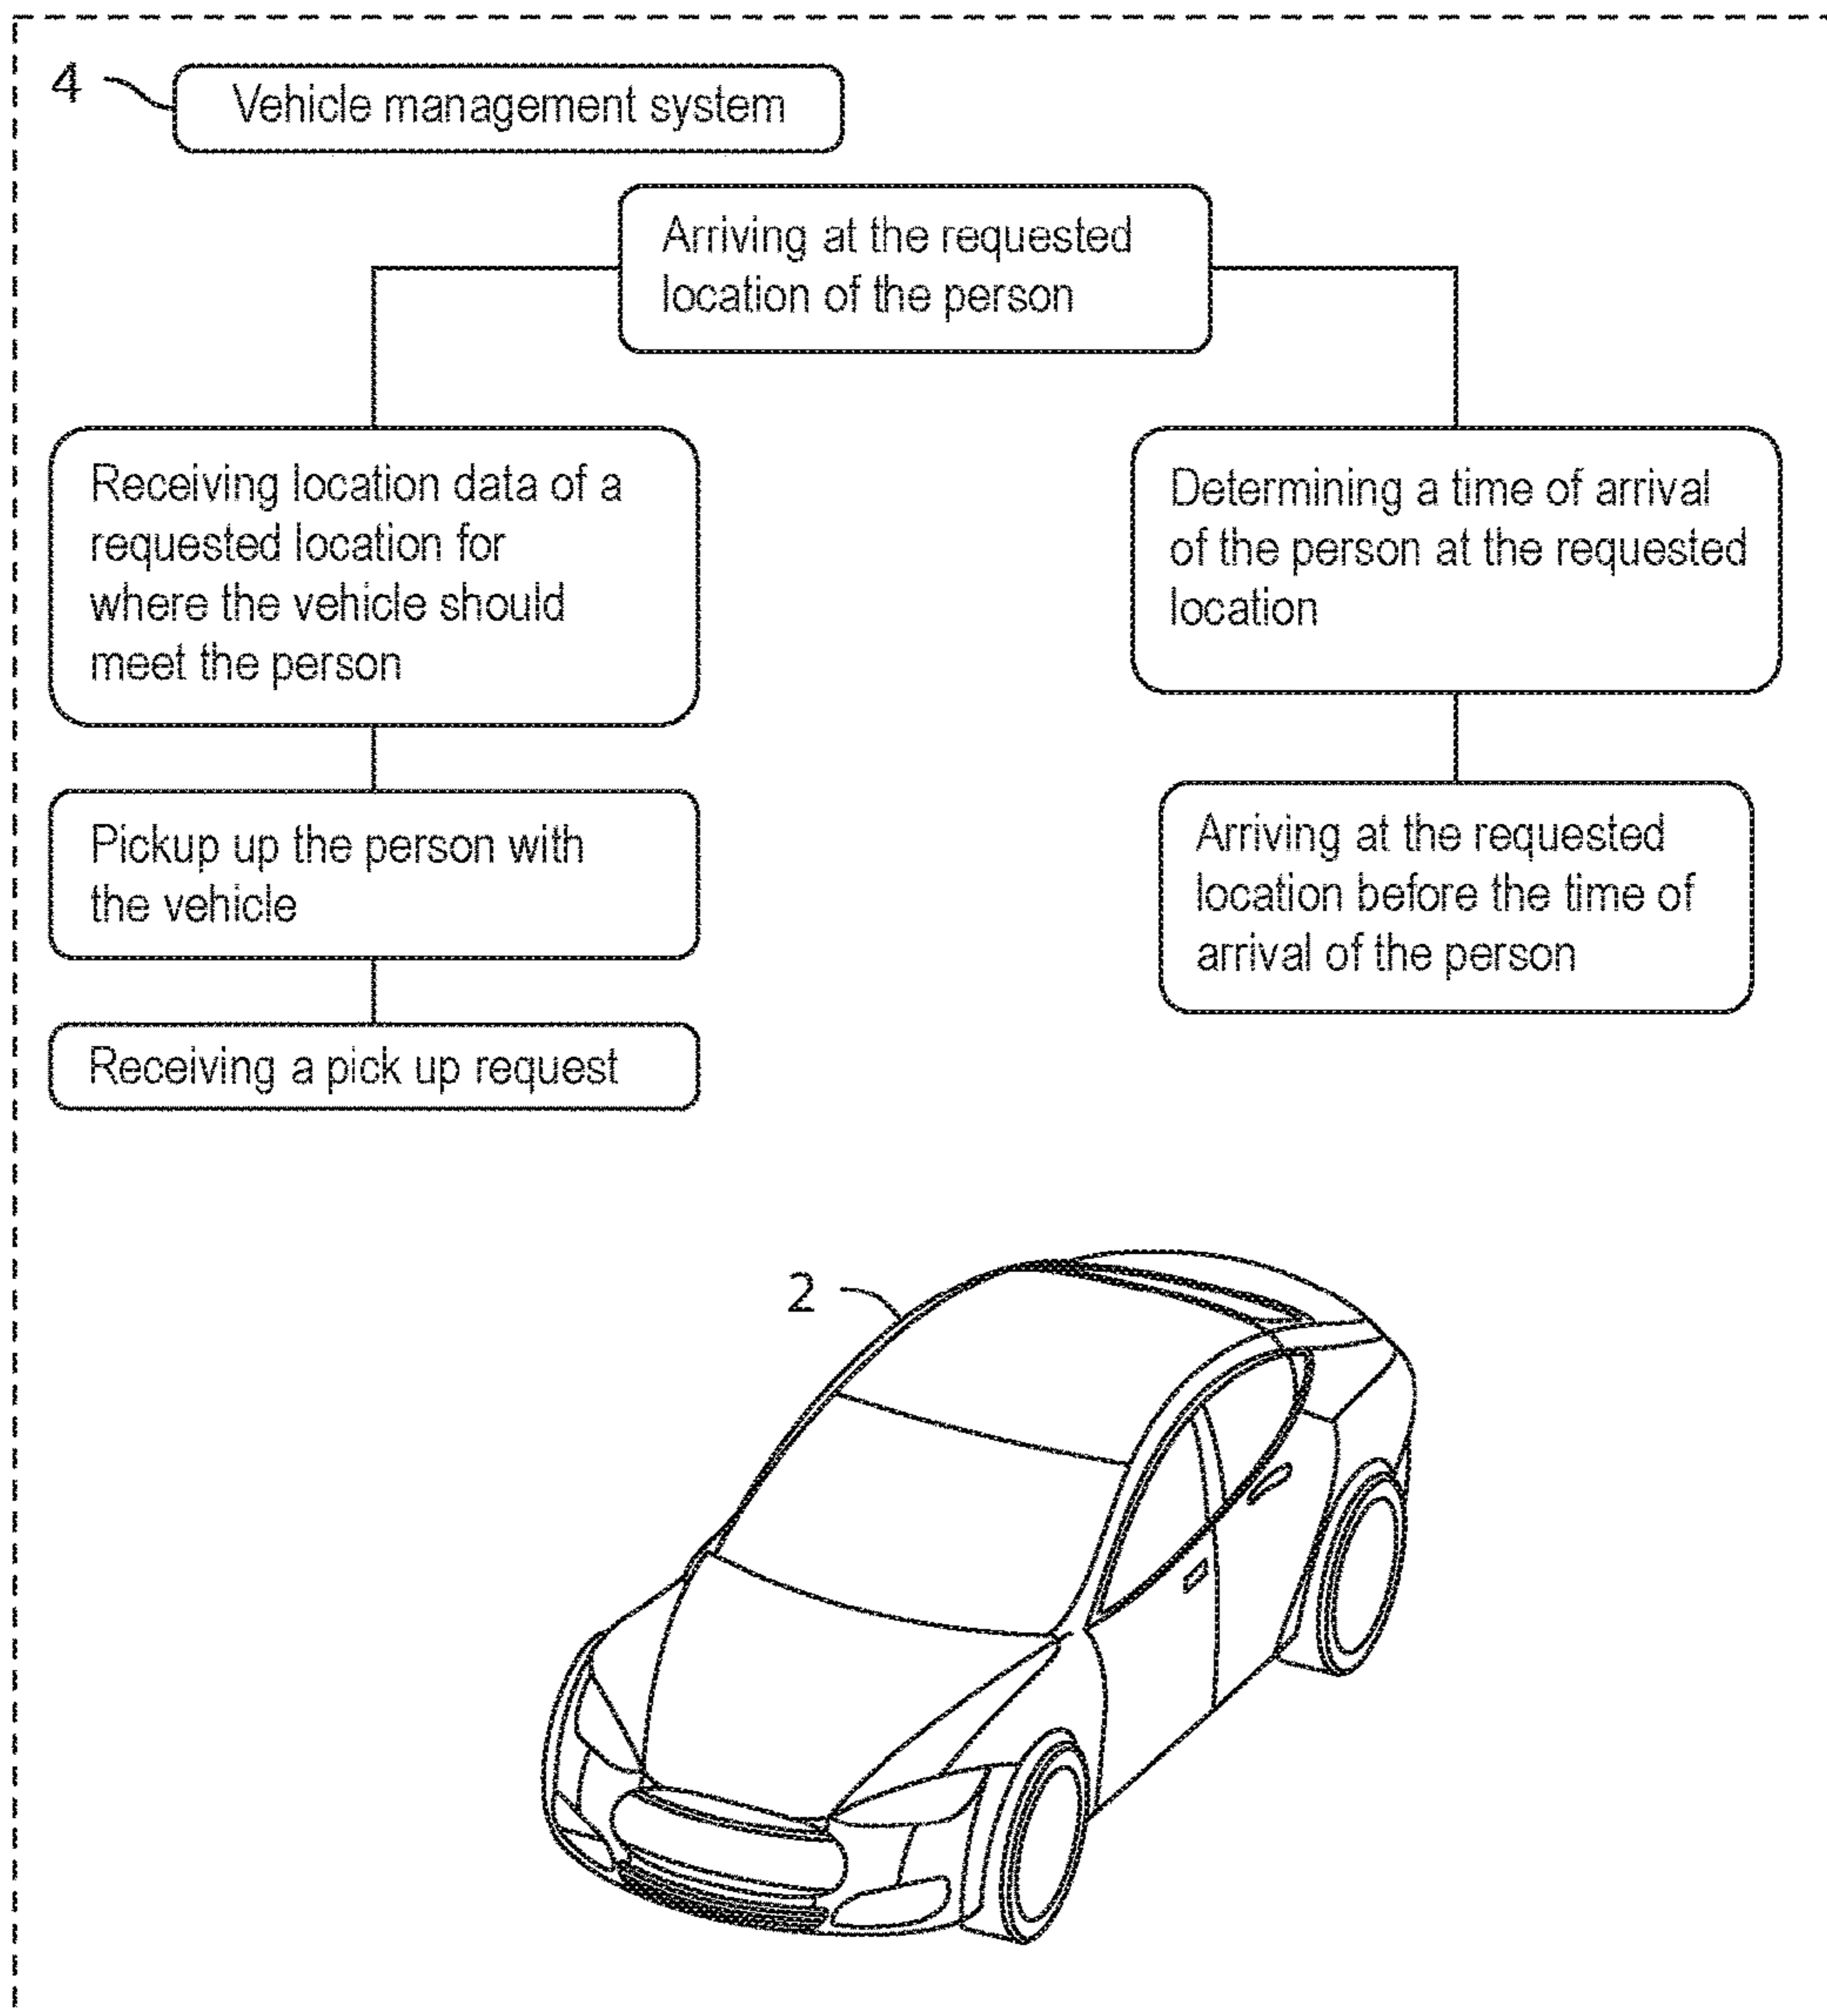 4
Vehicle management system
Arriving at the requested
location of the person
Receiving location data of a
requested location for
where the vehicle should
meet the person
Determining a time of arrival
of the person at the requested
location
Pickup up the person with
the vehicle
Arriving at the requested
location before the time of
arrival of the person
Receiving a pick up request
2